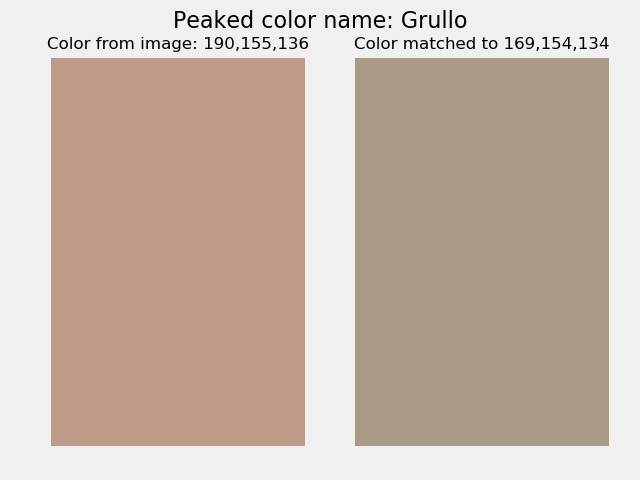 Peaked color name: Grullo
Color from image: 190,155,136
Color matched to 169,154,134